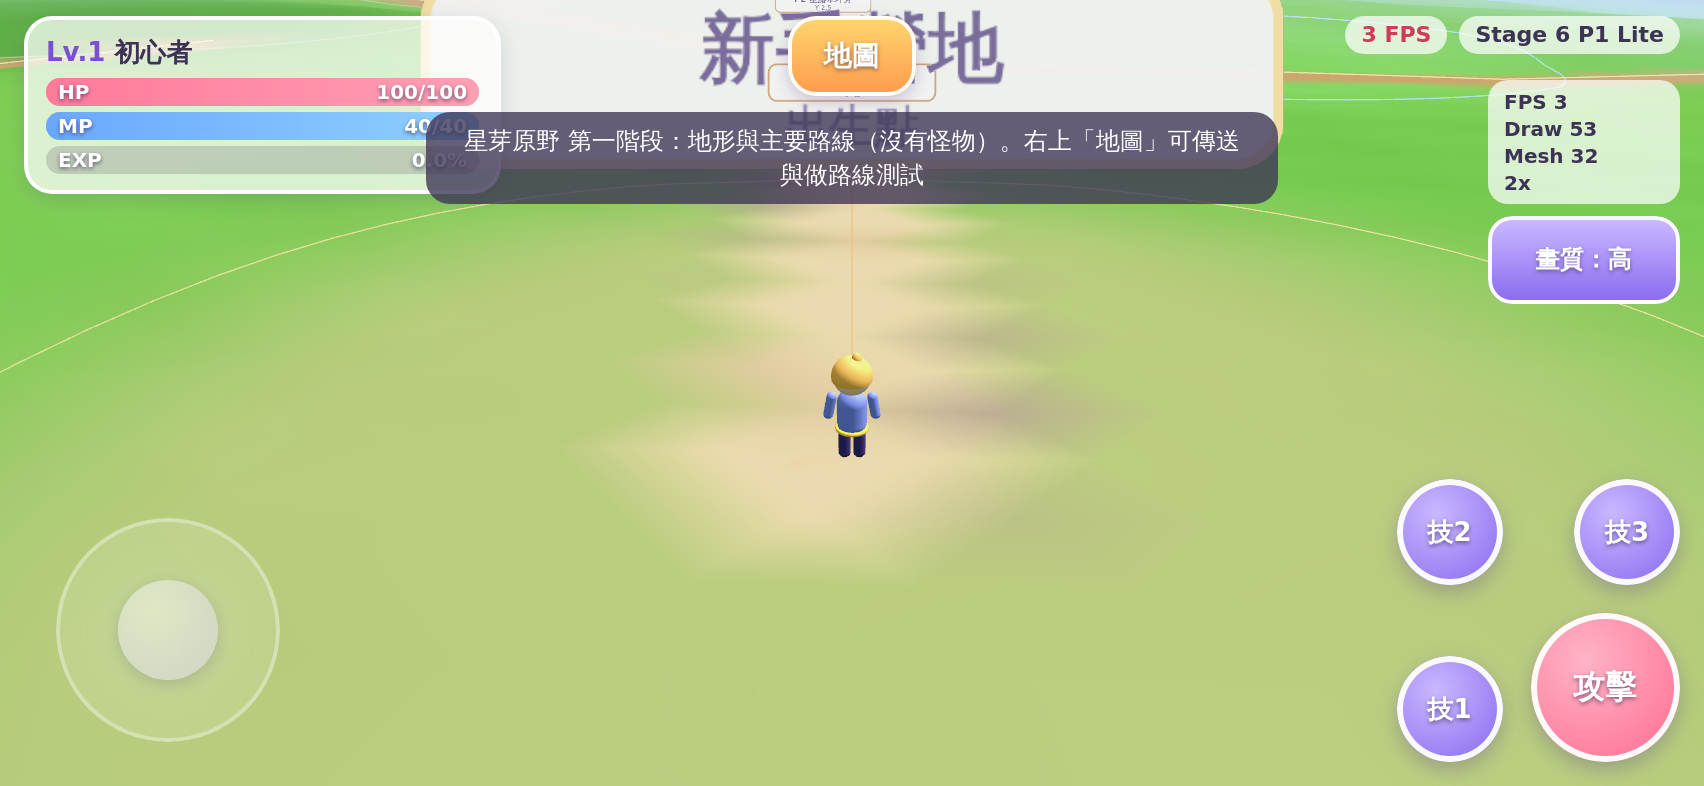 Lv.1 初心者
HP 100/100
MP 40/40
EXP 0.0%
地圖
出生點
星芽原野 第一階段：地形與主要路線（沒有怪物）。右上「地圖」可傳送
與做路線測試
3 FPS
Stage 6 P1 Lite
FPS 3
Draw 53
Mesh 32
2x
畫質：高
技2
技3
技1
攻擊